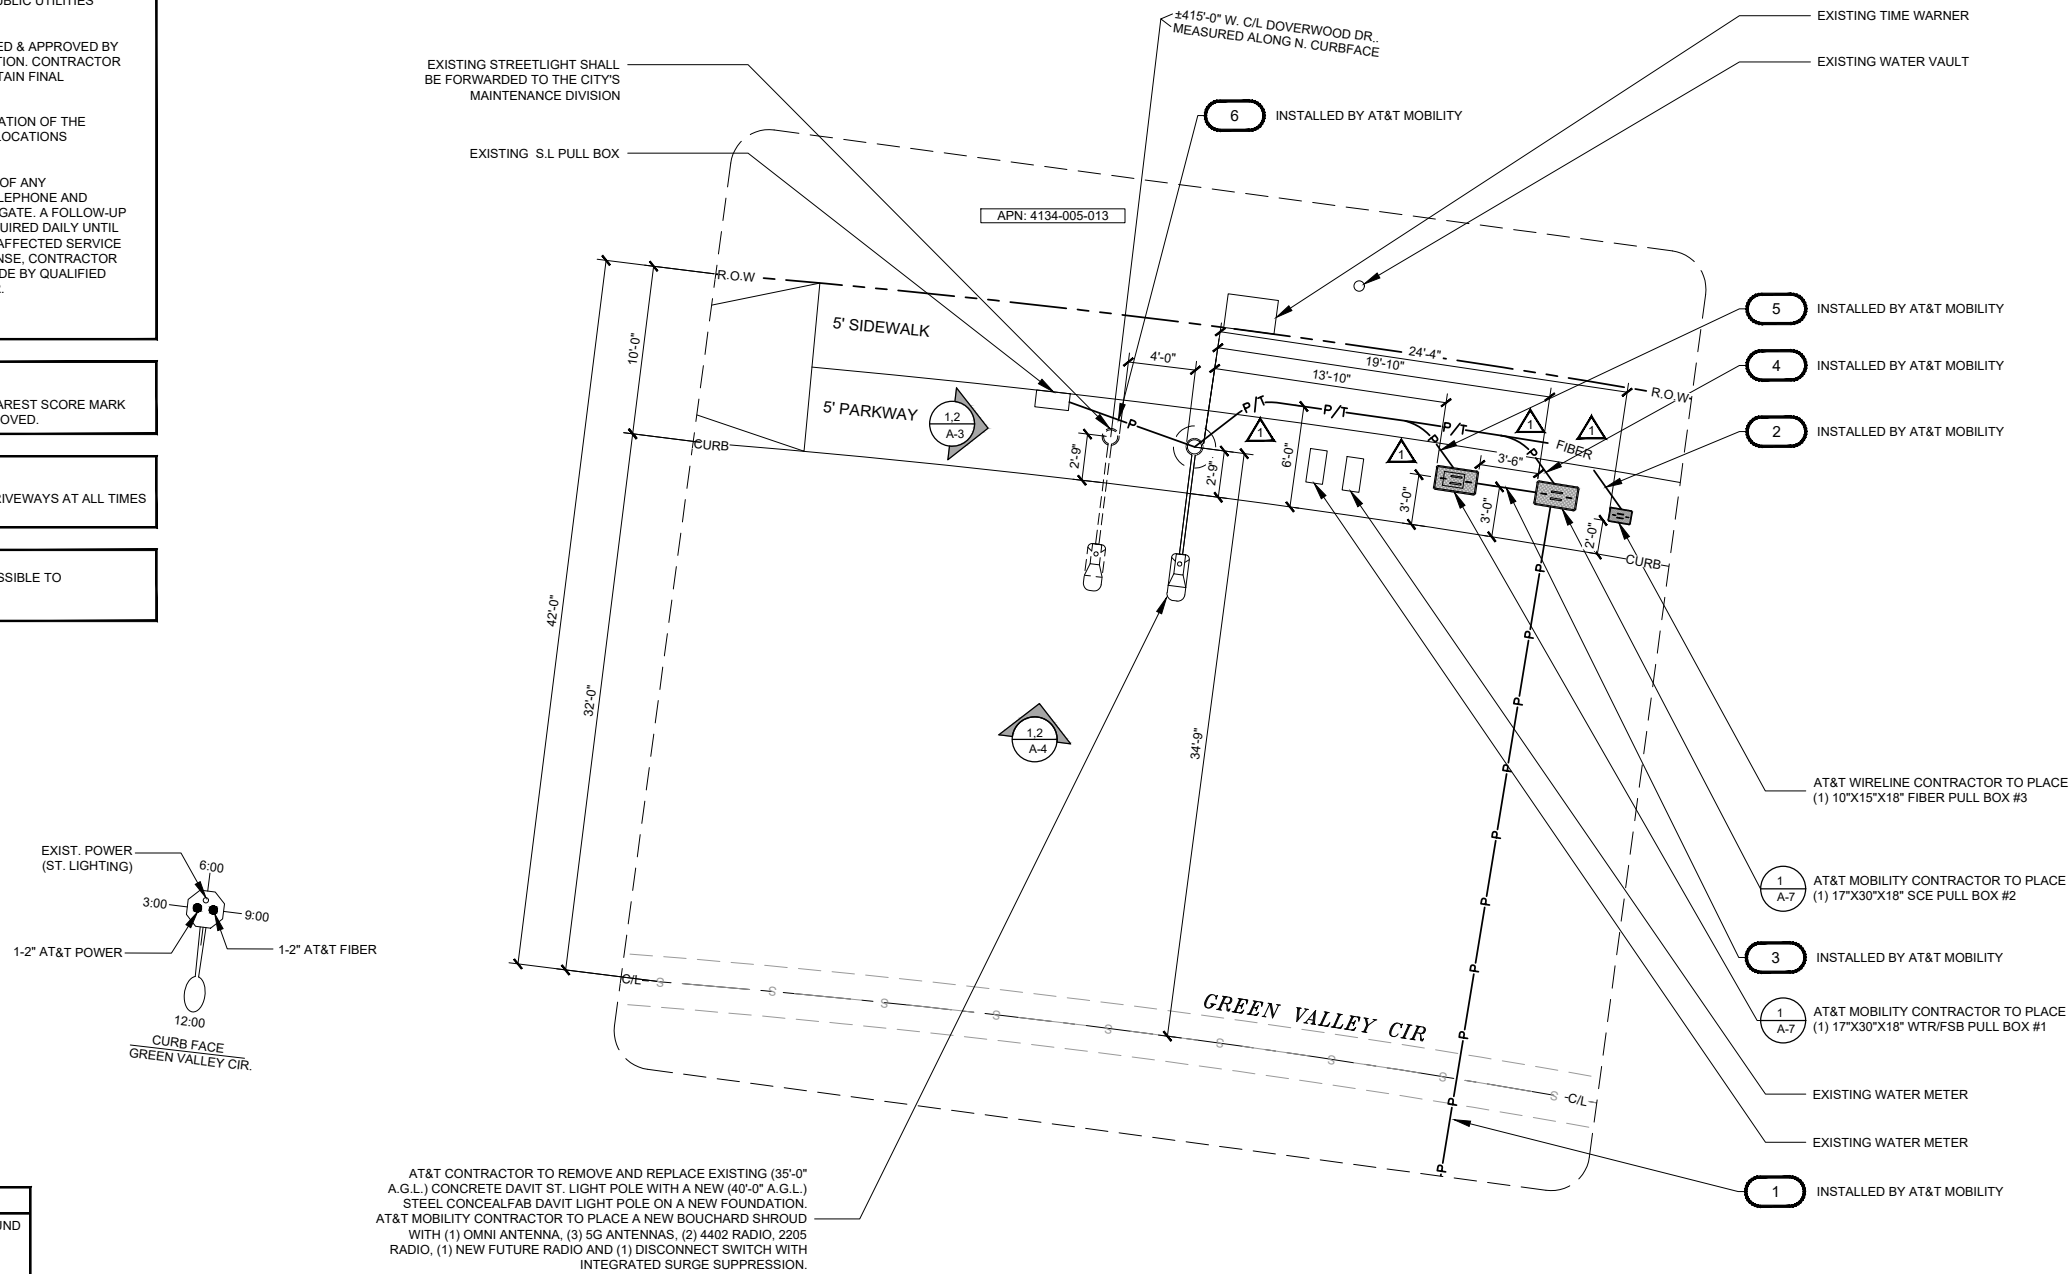 UBLIC UTILITIES
ED & APPROVED BY
TION. CONTRACTOR
TAIN FINAL
ATION OF THE
LOCATIONS
OF ANY
LEPHONE AND
GATE. A FOLLOW-UP
UIRED DAILY UNTIL
AFFECTED SERVICE
NSE, CONTRACTOR
DE BY QUALIFIED
AREST SCORE MARK
OVED.
RIVEWAYS AT ALL TIMES
SSIBLE TO
EXISTING STREETLIGHT SHALL
BE FORWARDED TO THE CITY'S
MAINTENANCE DIVISION
EXISTING S.L PULL BOX
±415'-0" W. C/L DOVERWOOD DR..
MEASURED ALONG N. CURBFACE
6 INSTALLED BY AT&T MOBILITY
EXISTING TIME WARNER
EXISTING WATER VAULT
APN: 4134-005-013
R.O.W
5' SIDEWALK
5' PARKWAY
CURB
1,2
A-3
10'-0"
42'-0"
32'-0"
4'-0"
24'-4"
19'-10"
13'-10"
R.O.W
P
P/T
P/T
P/T
P
P
FIBER
1
1
1
1
2'-9"
2'-9"
6'-0"
3'-0"
3'-6"
3'-0"
2'-0"
CURB
34'-9"
1,2
A-4
5 INSTALLED BY AT&T MOBILITY
4 INSTALLED BY AT&T MOBILITY
2 INSTALLED BY AT&T MOBILITY
P
P
P
P
P
P
P
P
P
P
AT&T WIRELINE CONTRACTOR TO PLACE
(1) 10"X15"X18" FIBER PULL BOX #3
1
A-7
AT&T MOBILITY CONTRACTOR TO PLACE
(1) 17"X30"X18" SCE PULL BOX #2
3 INSTALLED BY AT&T MOBILITY
1
A-7
AT&T MOBILITY CONTRACTOR TO PLACE
(1) 17"X30"X18" WTR/FSB PULL BOX #1
EXISTING WATER METER
EXISTING WATER METER
1 INSTALLED BY AT&T MOBILITY
C/L
S
S
S
S
S
S
S
S
S
C/L
GREEN VALLEY CIR
EXIST. POWER
(ST. LIGHTING)
6:00
3:00
9:00
1-2" AT&T POWER
1-2" AT&T FIBER
12:00
CURB FACE
GREEN VALLEY CIR.
AT&T CONTRACTOR TO REMOVE AND REPLACE EXISTING (35'-0"
A.G.L.) CONCRETE DAVIT ST. LIGHT POLE WITH A NEW (40'-0" A.G.L.)
STEEL CONCEALFAB DAVIT LIGHT POLE ON A NEW FOUNDATION.
AT&T MOBILITY CONTRACTOR TO PLACE A NEW BOUCHARD SHROUD
WITH (1) OMNI ANTENNA, (3) 5G ANTENNAS, (2) 4402 RADIO, 2205
RADIO, (1) NEW FUTURE RADIO AND (1) DISCONNECT SWITCH WITH
INTEGRATED SURGE SUPPRESSION.
UND